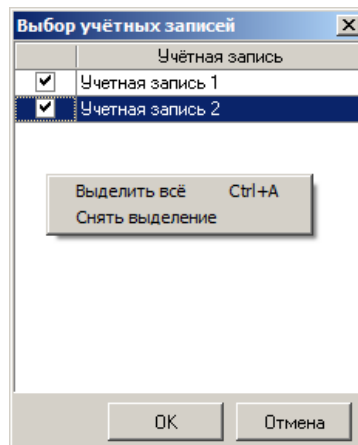 Выбор учётных записей
Учётная запись
Учетная запись 1
Учетная запись 2
Выделить всё Ctrl+A
Снять выделение
OK Отмена